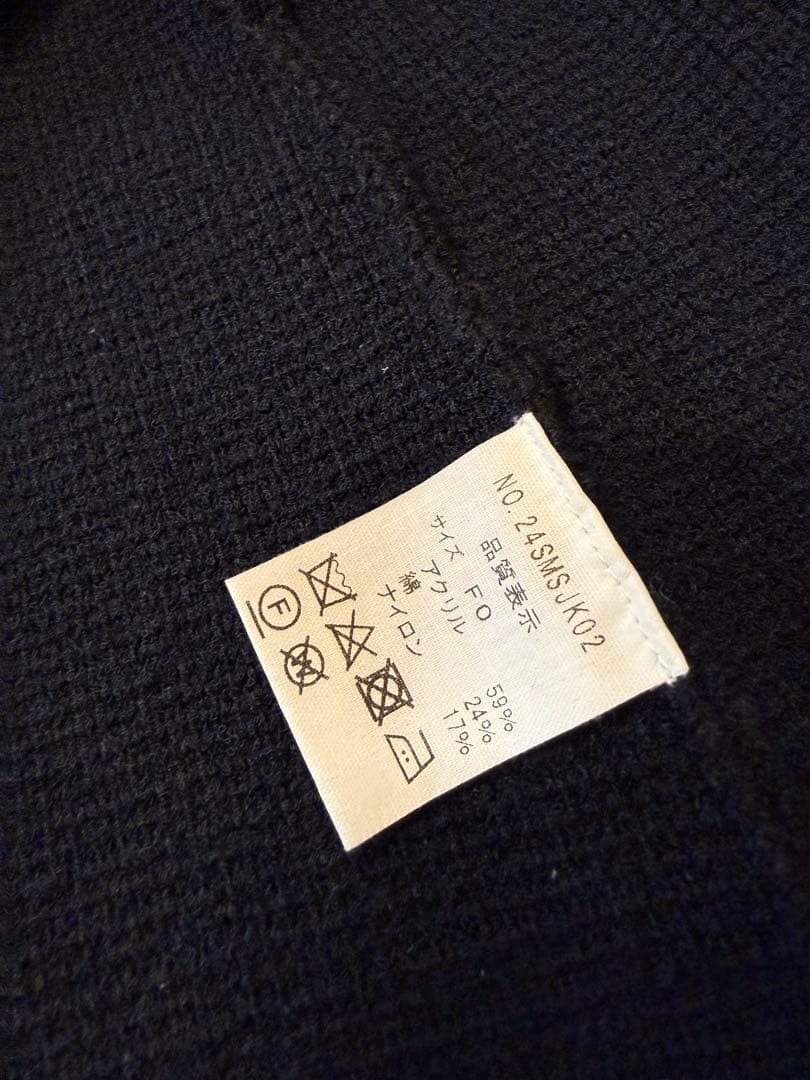 NO. 24SMSJK02
品質表示
サイズ FO
アクリル 59%
綿 24%
ナイロン 17%
F
W